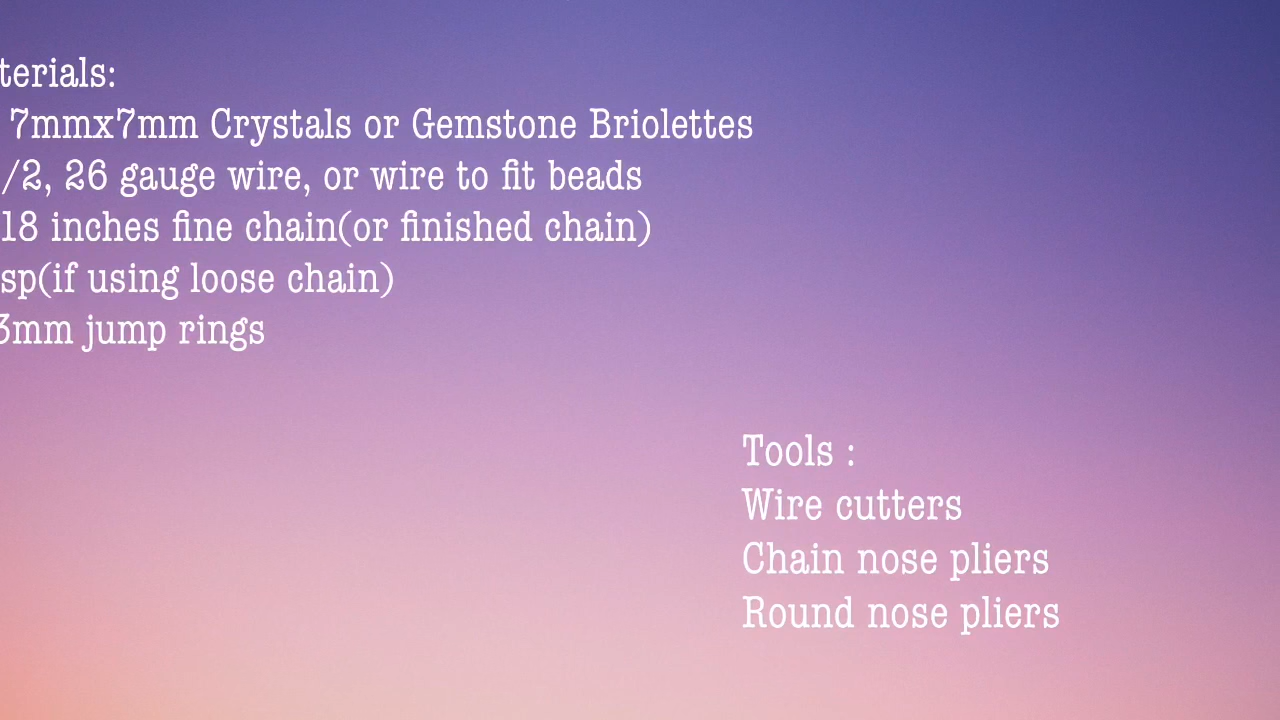 terials:
7mmx7mm Crystals or Gemstone Briolettes
/2, 26 gauge wire, or wire to fit beads
18 inches fine chain(or finished chain)
sp(if using loose chain)
3mm jump rings
Tools :
Wire cutters
Chain nose pliers
Round nose pliers